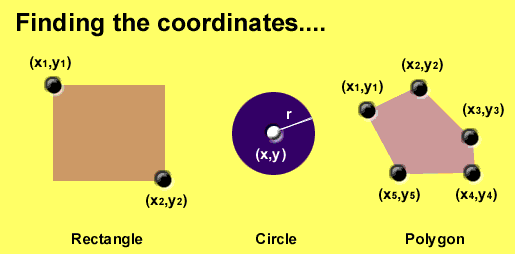 Finding the coordinates....
(x1,y1)
(x2,y2)
Rectangle
r
(x,y)
Circle
(x1,y1)
(x2,y2)
(x3,y3)
(x4,y4)
(x5,y5)
Polygon